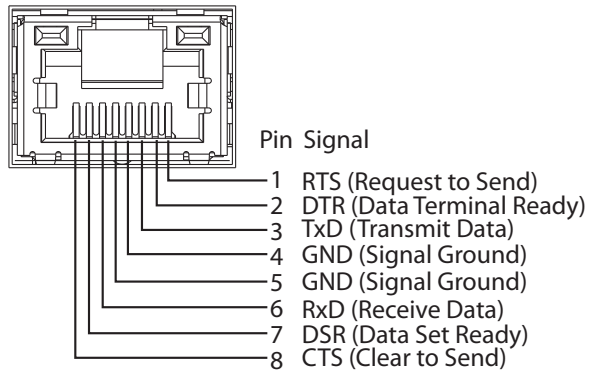 Pin Signal
1 RTS (Request to Send)
2 DTR (Data Terminal Ready)
3 TxD (Transmit Data)
4 GND (Signal Ground)
5 GND (Signal Ground)
6 RxD (Receive Data)
7 DSR (Data Set Ready)
8 CTS (Clear to Send)